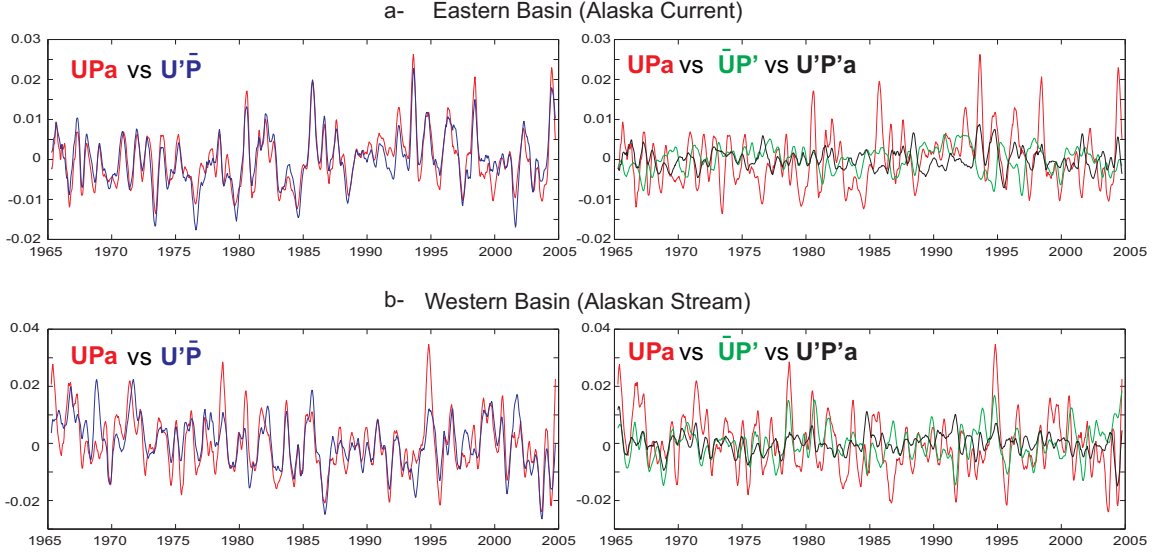 a- Eastern Basin (Alaska Current)
0.03
0.02
0.01
0
-0.01
-0.02
UPa vs U'P̄
1965 1970 1975 1980 1985 1990 1995 2000 2005
0.03
0.02
0.01
0
-0.01
-0.02
UPa vs ŪP' vs U'P'a
1965 1970 1975 1980 1985 1990 1995 2000 2005
b- Western Basin (Alaskan Stream)
0.04
0.02
0
-0.02
UPa vs U'P̄
1965 1970 1975 1980 1985 1990 1995 2000 2005
0.04
0.02
0
-0.02
UPa vs ŪP' vs U'P'a
1965 1970 1975 1980 1985 1990 1995 2000 2005